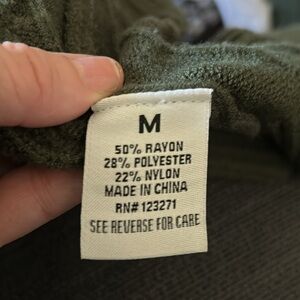 M
50% RAYON
28% POLYESTER
22% NYLON
MADE IN CHINA
RN# 123271
SEE REVERSE FOR CARE